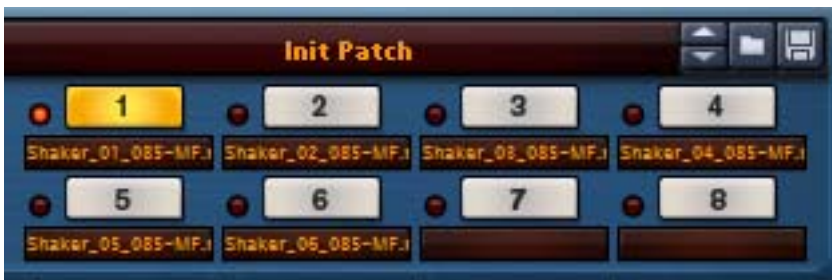 Init Patch
1 2 3 4
Shaker_01_085-MF. Shaker_02_085-MF. Shaker_03_085-MF. Shaker_04_085-MF.
5 6 7 8
Shaker_05_085-MF. Shaker_06_085-MF.